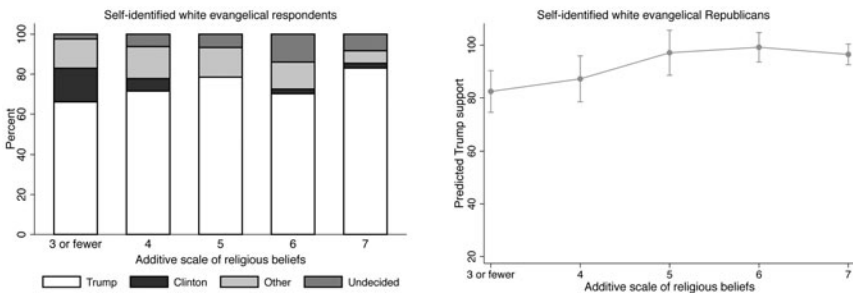 Self-identified white evangelical respondents
Percent
100
80
60
40
20
0
3 or fewer 4 5 6 7
Additive scale of religious beliefs
Trump Clinton Other Undecided
Self-identified white evangelical Republicans
Predicted Trump support
100
80
60
40
20
3 or fewer 4 5 6 7
Additive scale of religious beliefs